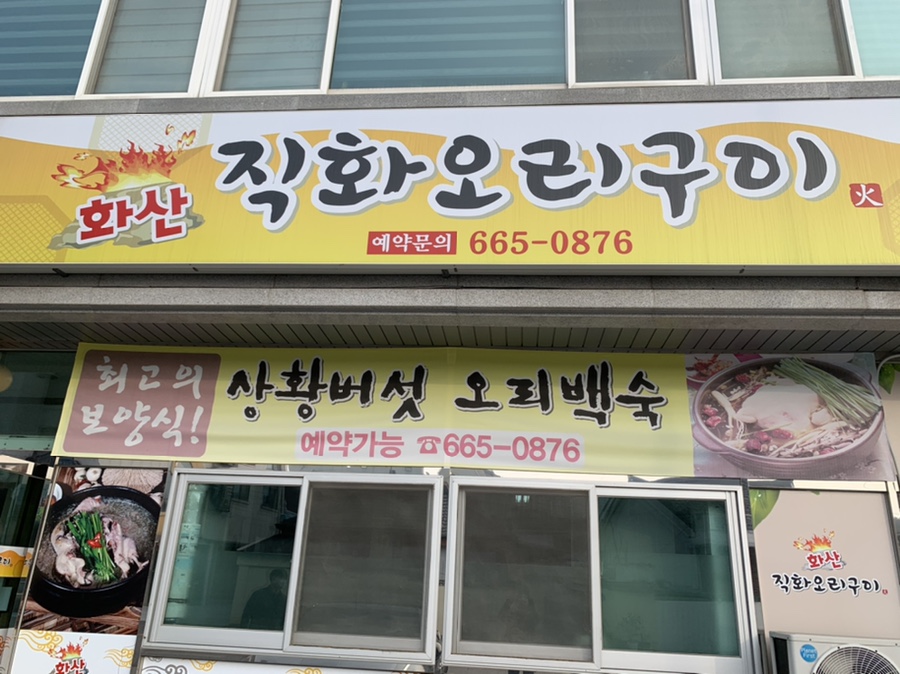 화산
직화오리구이
火
예약문의 665-0876
최고의
보양식!
상황버섯 오리백숙
예약가능 ☎665-0876
화산
직화오리구이
화산